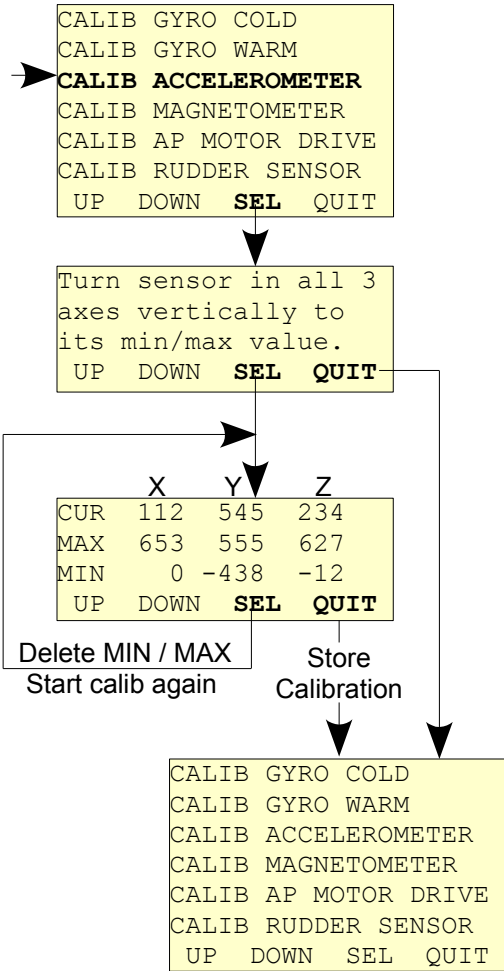 CALIB GYRO COLD
CALIB GYRO WARM
CALIB ACCELEROMETER
CALIB MAGNETOMETER
CALIB AP MOTOR DRIVE
CALIB RUDDER SENSOR
UP DOWN SEL QUIT
Turn sensor in all 3
axes vertically to
its min/max value.
UP DOWN SEL QUIT
X Y Z
CUR 112 545 234
MAX 653 555 627
MIN 0 -438 -12
UP DOWN SEL QUIT
Delete MIN / MAX
Start calib again
Store
Calibration
CALIB GYRO COLD
CALIB GYRO WARM
CALIB ACCELEROMETER
CALIB MAGNETOMETER
CALIB AP MOTOR DRIVE
CALIB RUDDER SENSOR
UP DOWN SEL QUIT